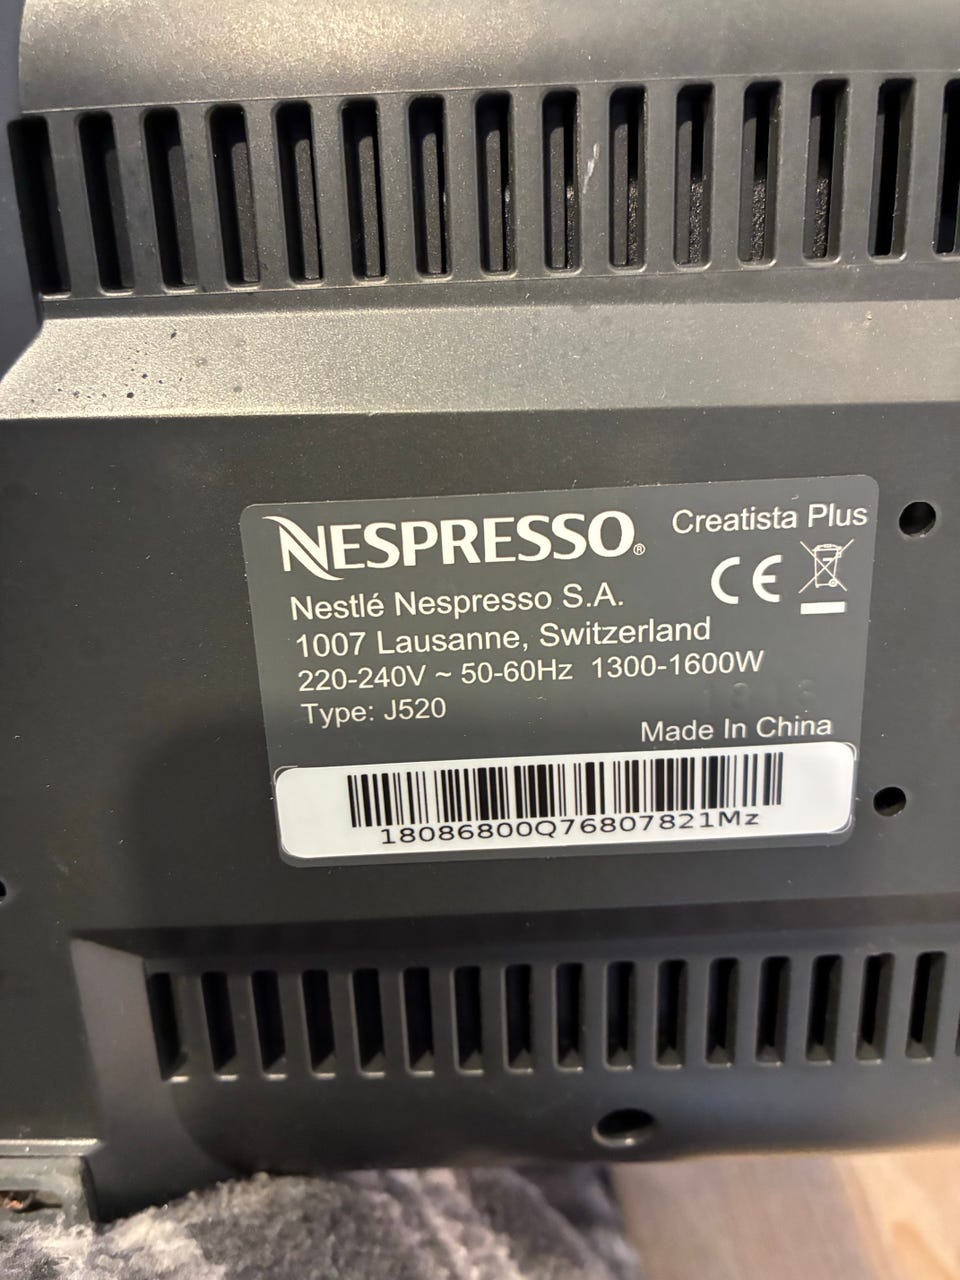 NESPRESSO® Creatista Plus
CE
Nestlé Nespresso S.A.
1007 Lausanne, Switzerland
220-240V ~ 50-60Hz 1300-1600W
Type: J520
Made In China
18086800Q76807821Mz